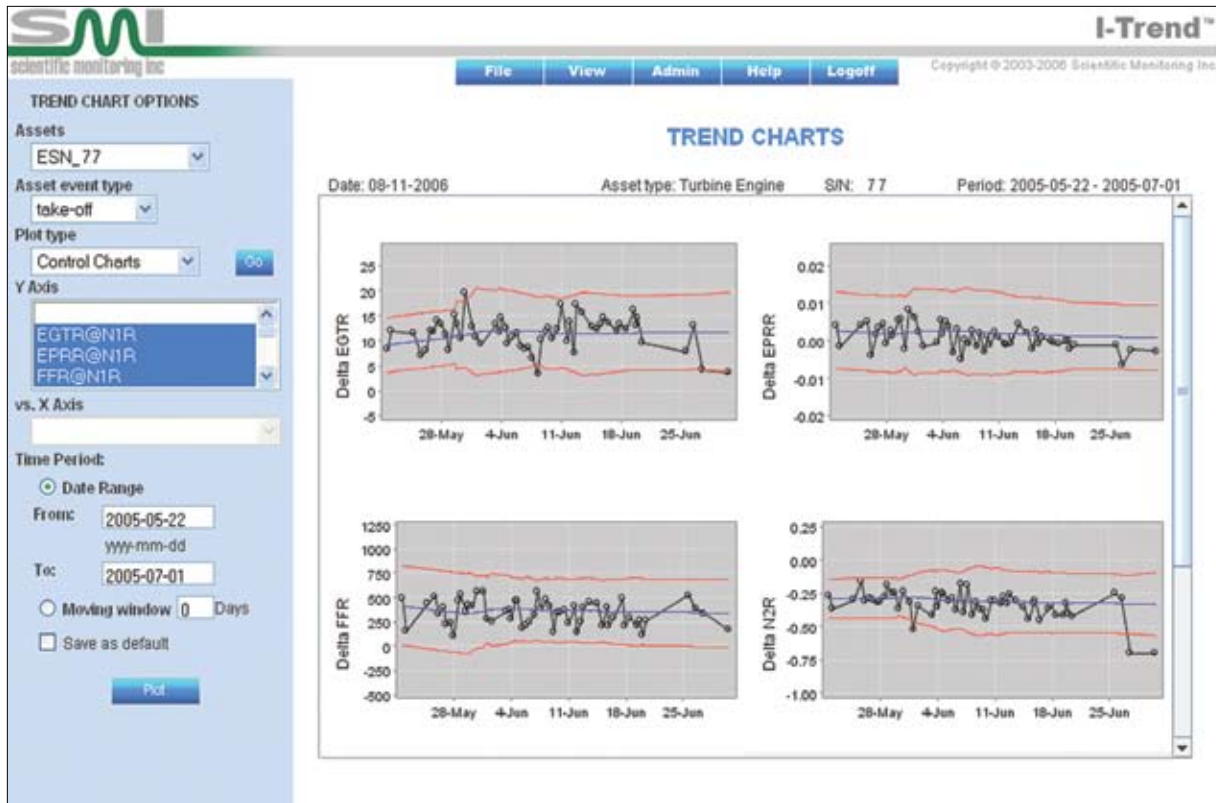 SMI
I-Trend™
scientific monitoring inc
File View Admin Help Logoff
Copyright © 2003-2006 Scientific Monitoring Inc
TREND CHART OPTIONS
Assets
ESN_77
Asset event type
take-off
Plot type
Control Charts
Go
Y Axis
EGTR@N1R
EPRR@N1R
FFR@N1R
vs. X Axis
Time Period:
Date Range
From: 2005-05-22
yyyy-mm-dd
To: 2005-07-01
Moving window 0 Days
Save as default
Plot
TREND CHARTS
Date: 08-11-2006 Asset type: Turbine Engine S/N: 77 Period: 2005-05-22 - 2005-07-01
Delta EGTR
25
20
15
10
5
0
-5
28-May 4-Jun 11-Jun 18-Jun 25-Jun
Delta EPRR
0.02
0.01
0.00
-0.01
-0.02
28-May 4-Jun 11-Jun 18-Jun 25-Jun
Delta FFR
1250
1000
750
500
250
0
-250
-500
28-May 4-Jun 11-Jun 18-Jun 25-Jun
Delta N2R
0.25
0.00
-0.25
-0.50
-0.75
-1.00
28-May 4-Jun 11-Jun 18-Jun 25-Jun